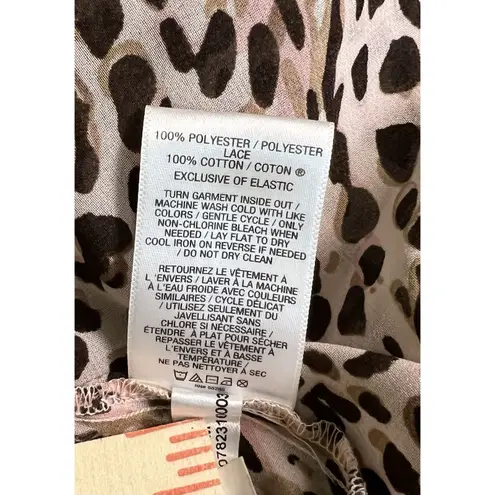 100% POLYESTER / POLYESTER
LACE
100% COTTON / COTON ®
EXCLUSIVE OF ELASTIC
TURN GARMENT INSIDE OUT /
MACHINE WASH COLD WITH LIKE
COLORS / GENTLE CYCLE / ONLY
NON-CHLORINE BLEACH WHEN
NEEDED / LAY FLAT TO DRY
COOL IRON ON REVERSE IF NEEDED
/ DO NOT DRY CLEAN
RETOURNEZ LE VÊTEMENT À
L 'ENVERS / LAVER À LA MACHINE
À L'EAU FROIDE AVEC COULEURS
SIMILAIRES / CYCLE DÉLICAT
/ UTILISEZ SEULEMENT DU
JAVELLISANT SANS
CHLORE SI NÉCESSAIRE /
ÉTENDRE À PLAT POUR SÉCHER
REPASSER LE VÊTEMENT À
L'ENVERS ET À BASSE
TEMPÉRATURE /
NE PAS NETTOYER À SEC